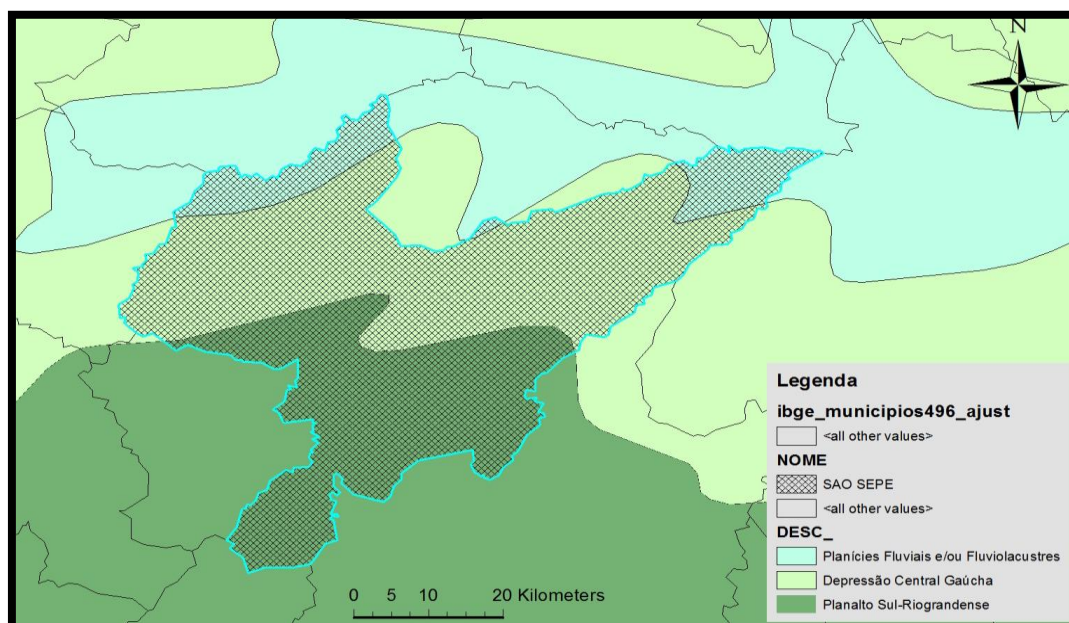 N
Legenda
ibge_municipios496_ajust
<all other values>
NOME
SAO SEPE
<all other values>
DESC_
Planícies Fluviais e/ou Fluviolacustres
Depressão Central Gaúcha
Planalto Sul-Riograndense
0 5 10 20 Kilometers